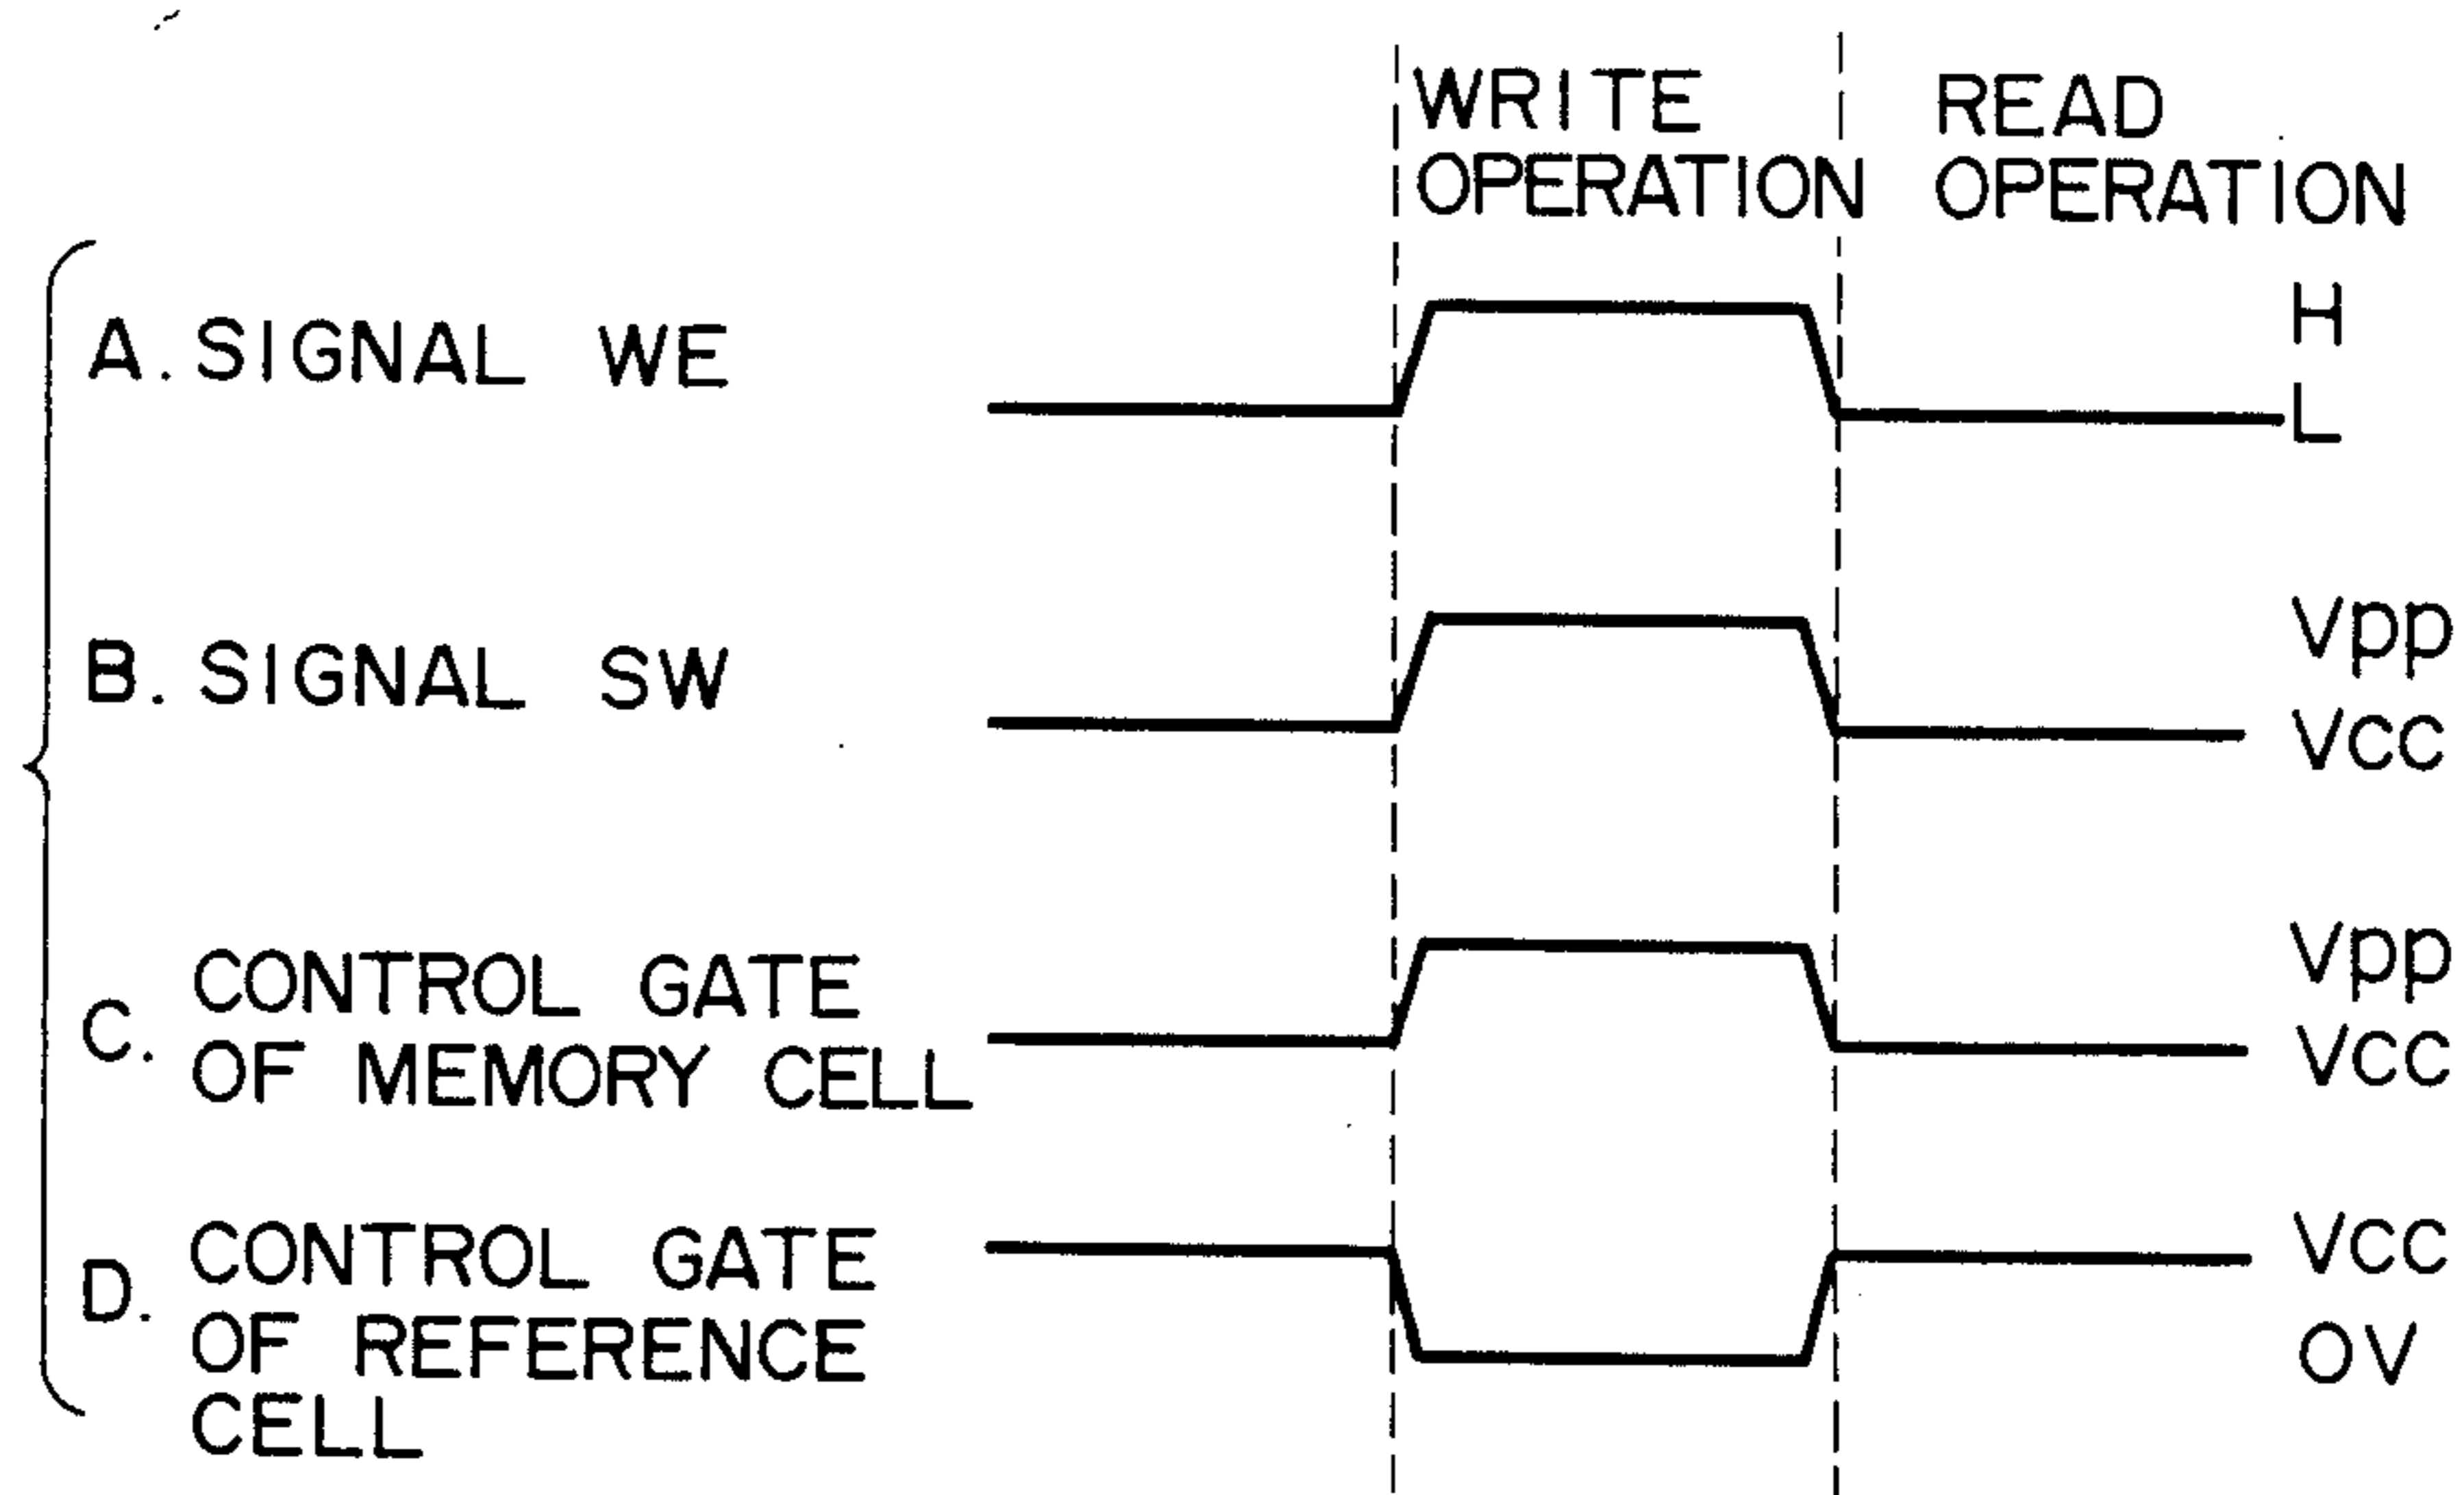 WRITE READ
OPERATION OPERATION
A. SIGNAL WE H
L
B. SIGNAL SW Vpp
VCC
C. CONTROL GATE Vpp
OF MEMORY CELL VCC
D. CONTROL GATE VCC
OF REFERENCE OV
CELL